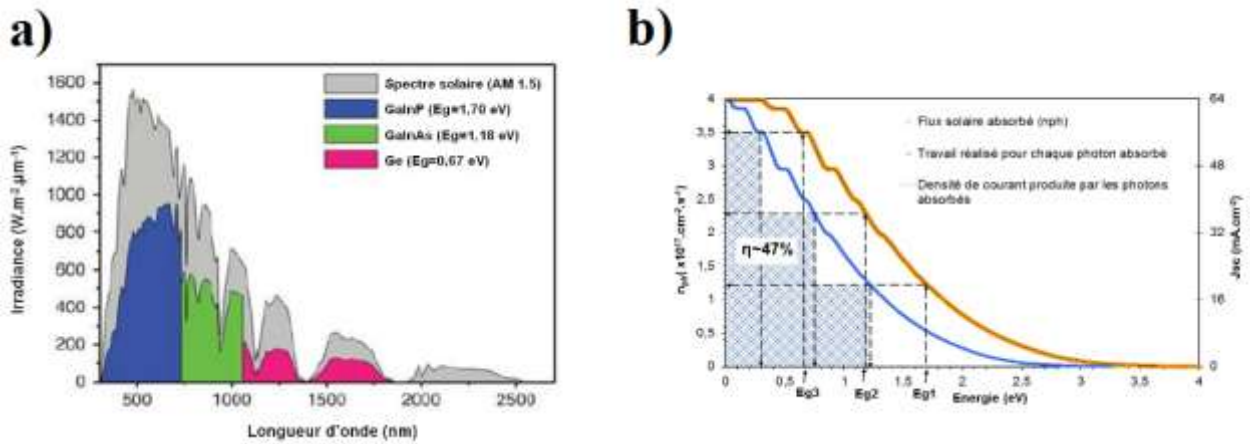 a)
1600
1400
1200
1000
800
600
400
200
0
Irradiance (W.m⁻².µm⁻¹)
500
1000
1500
2000
2500
Longueur d'onde (nm)
Spectre solaire (AM 1.5)
GaInP (Eg=1,70 eV)
GaInAs (Eg=1,18 eV)
Ge (Eg=0,67 eV)
b)
4
3,5
3
2,5
2
1,5
1
0,5
0
nph( x10¹⁷.cm⁻².s⁻¹)
Flux solaire absorbé (nph)
Travail réalisé pour chaque photon absorbé
Densité de courant produite par les photons
absorbés
η~47%
64
48
32
16
0
Jsc (mA.cm⁻²)
0
0,5
1
1,5
2
2,5
3
3,5
4
Eg3
Eg2
Eg1
Energie (eV)